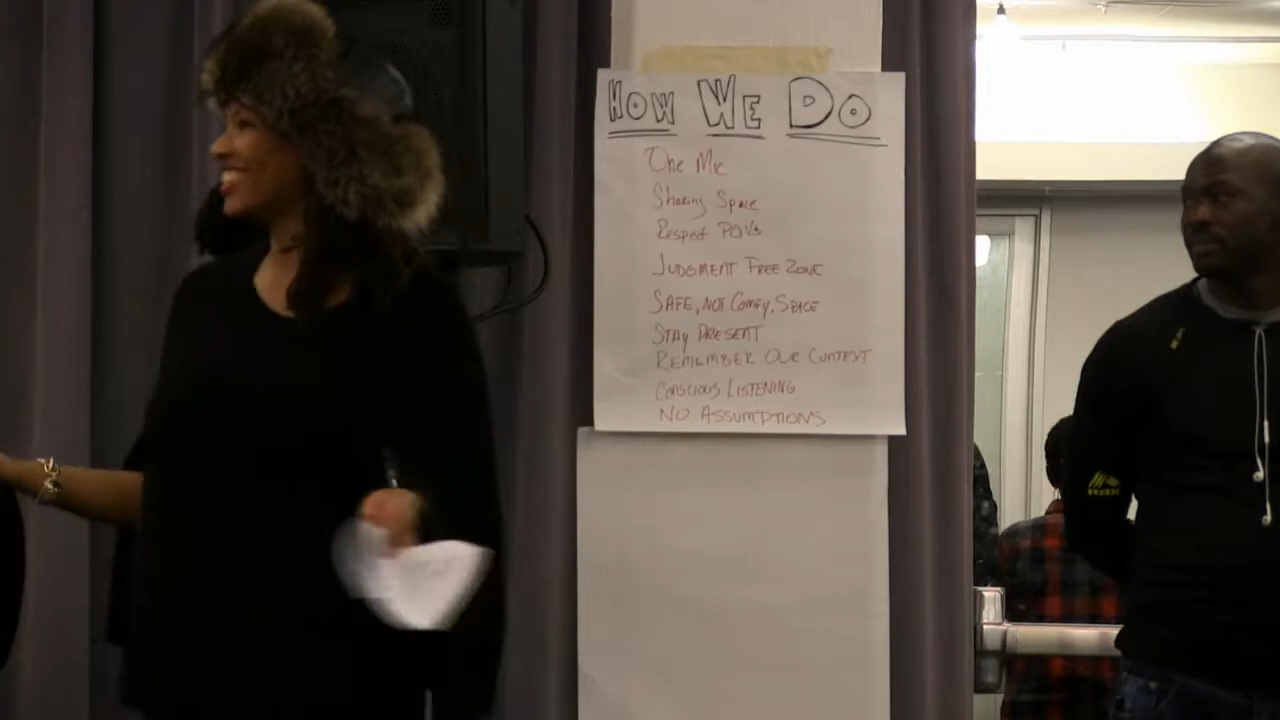 How We Do
One Mic
Sharing Space
Respect POVs
JUDGMENT FREE ZONE
SAFE, NOT COMFY, SPACE
STAY PRESENT
REMEMBER OUR CONTEXT
CONSCIOUS LISTENING
NO ASSUMPTIONS